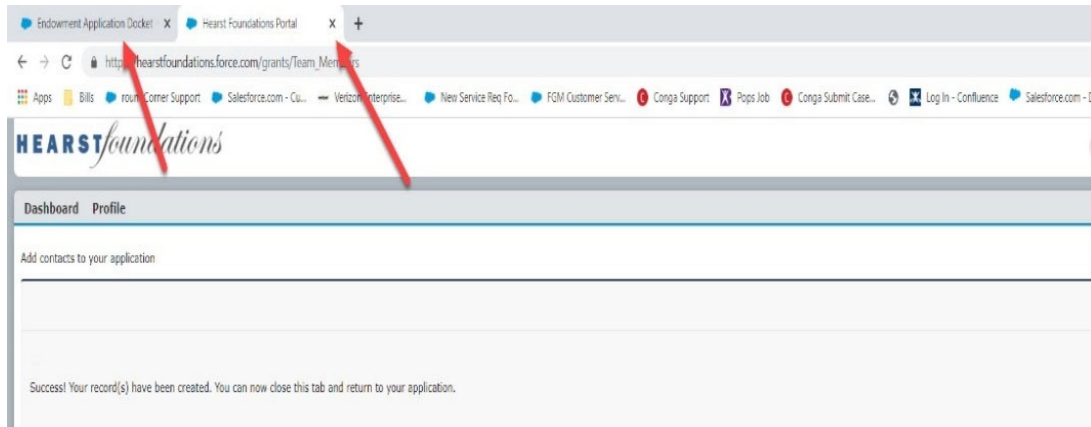 Endowment Application Docket X Hearst Foundations Portal X +
hearstfoundations.force.com/grants/Team_
Apps Bills Corner Support Salesforce.com - Cu... Verizon New Service Req Fo... FGM Customer Serv... Conga Support Pops Job Conga Submit Case... Log In - Confluence Salesforce.com -
HEARST foundations
Dashboard Profile
Add contacts to your application
Success! Your record(s) have been created. You can now close this tab and return to your application.